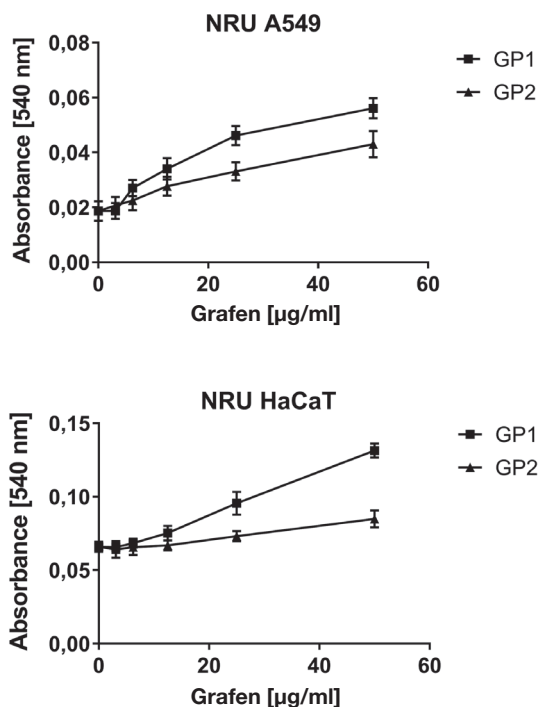 NRU A549
Absorbance [540 nm]
0,08
0,06
0,04
0,02
0,00
0 20 40 60
Grafen [µg/ml]
GP1
GP2
NRU HaCaT
Absorbance [540 nm]
0,15
0,10
0,05
0,00
0 20 40 60
Grafen [µg/ml]
GP1
GP2